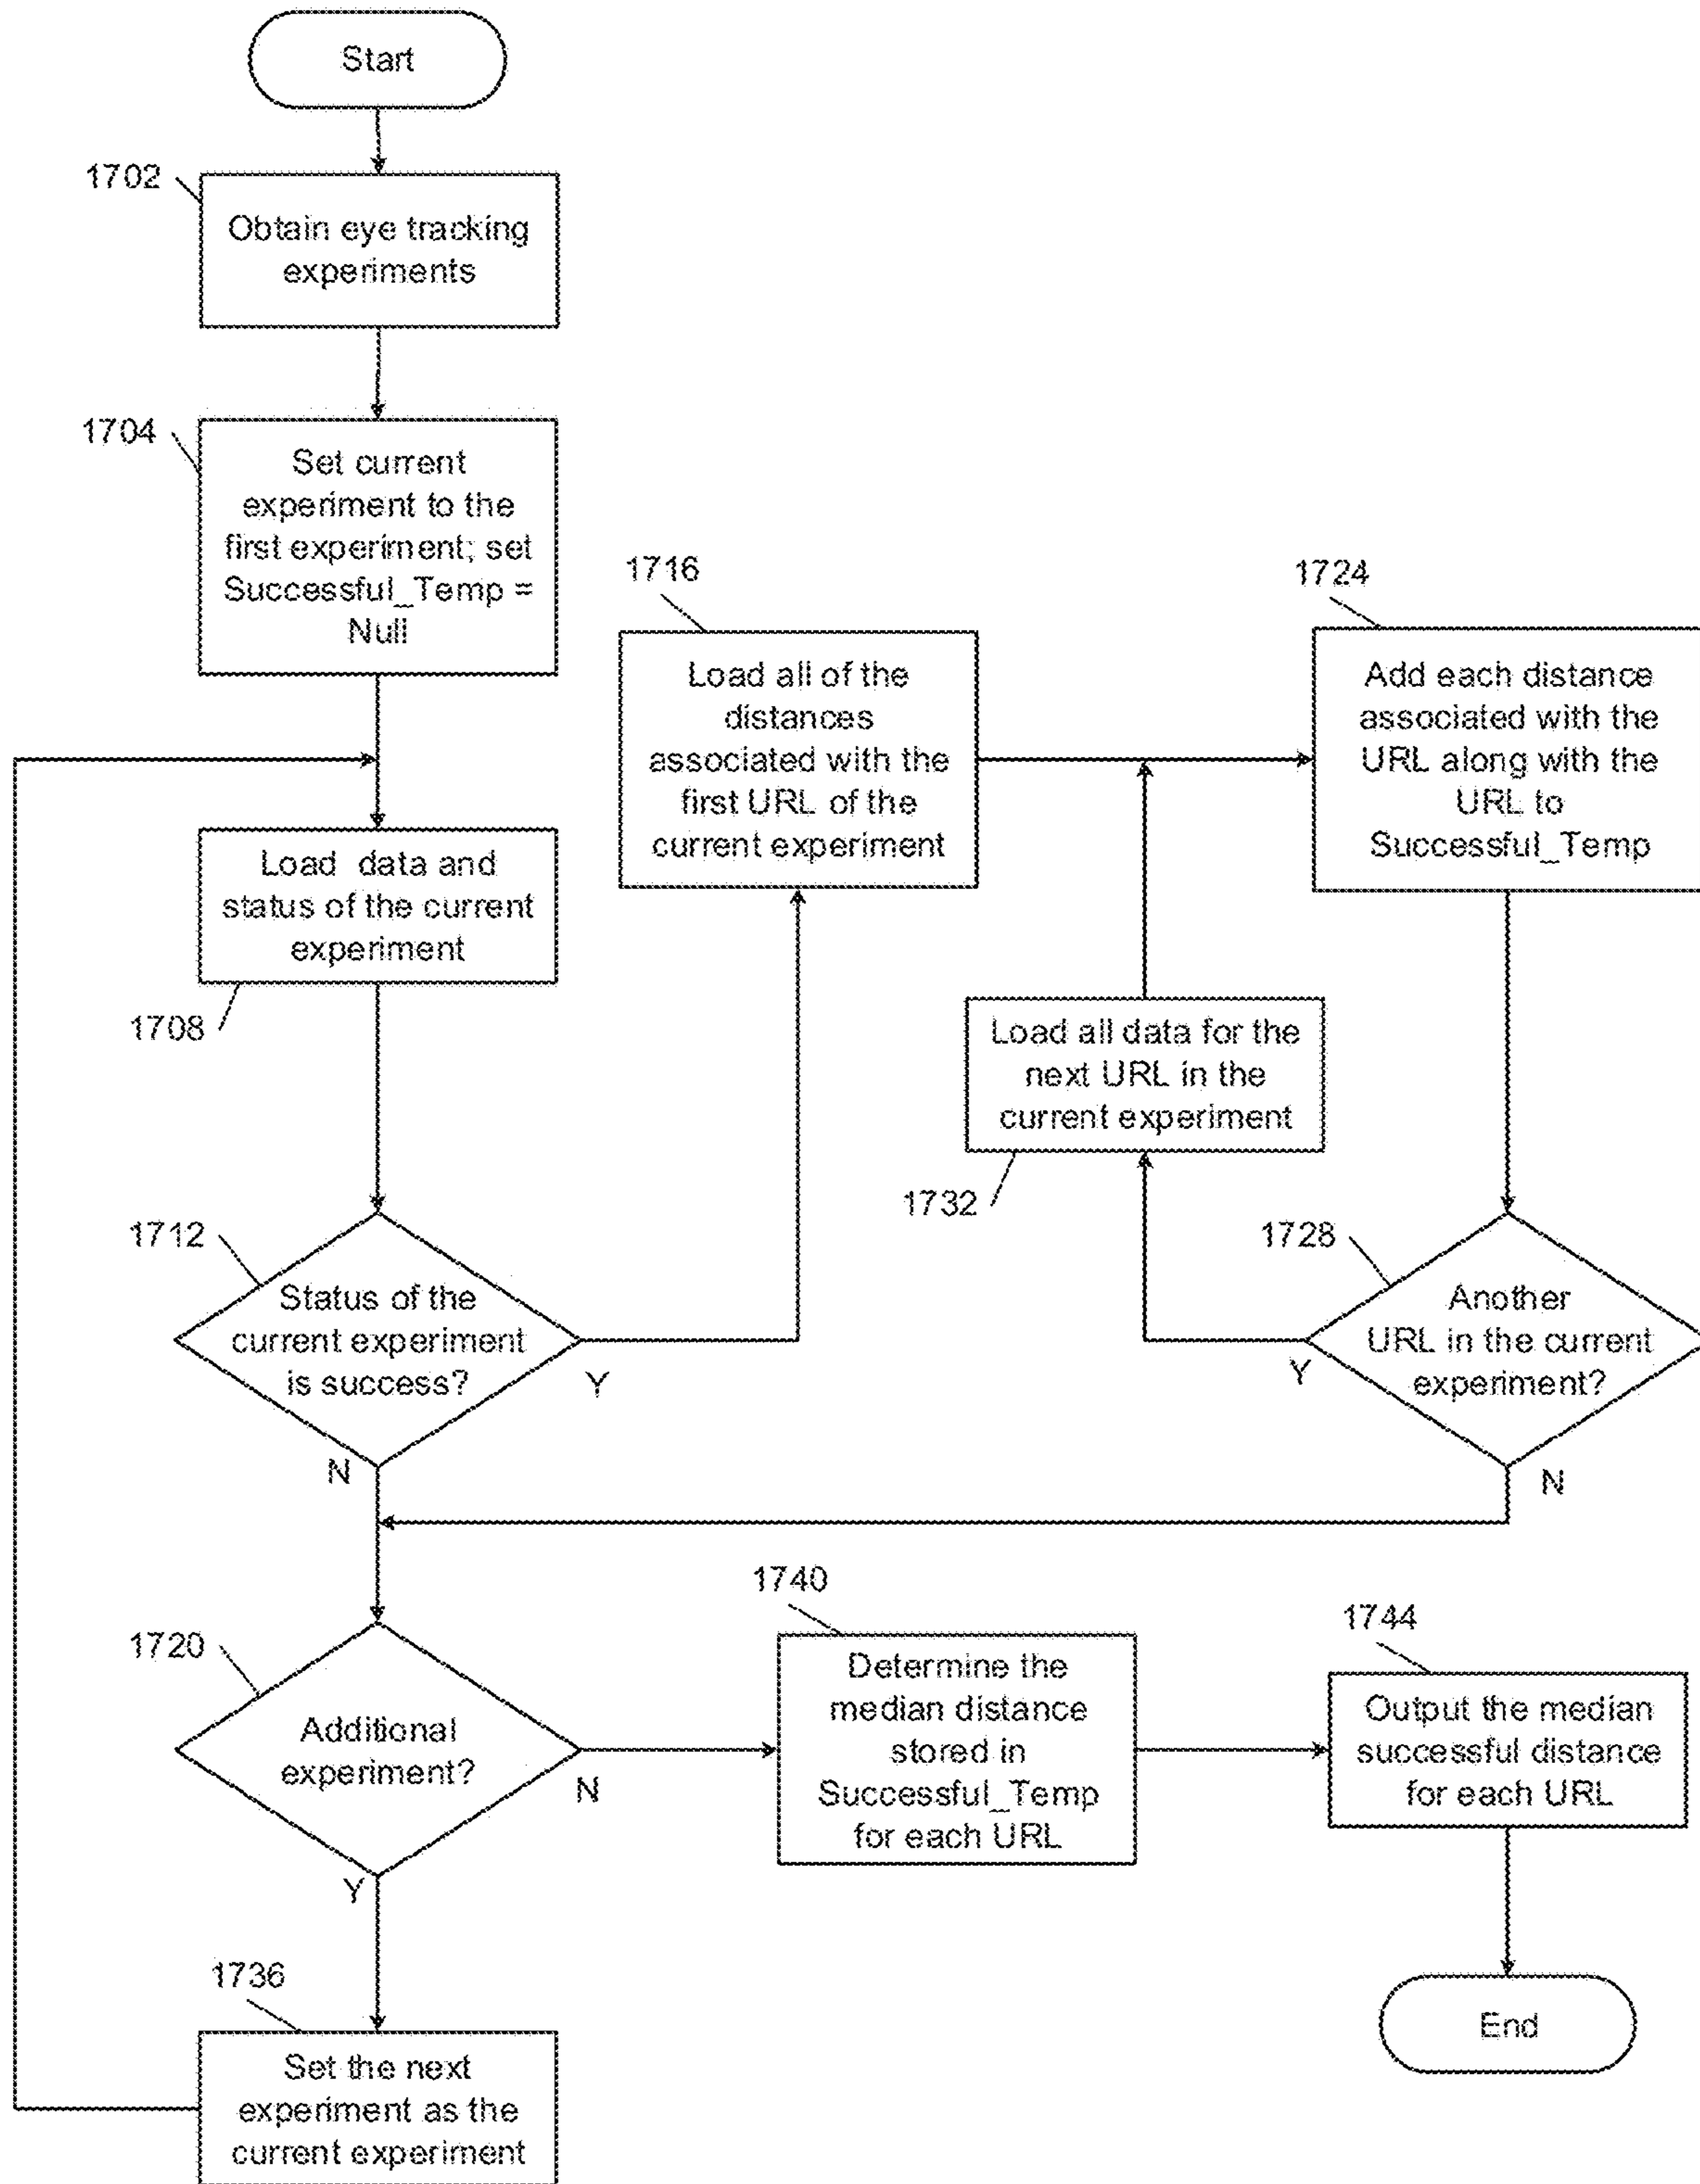 Start
1702
Obtain eye tracking
experiments
1704
Set current
experiment to the
first experiment; set
Successful_Temp =
Null
1716
Load all of the
distances
associated with the
first URL of the
current experiment
1724
Add each distance
associated with the
URL along with the
URL to
Successful_Temp
Load data and
status of the current
experiment
1708
Load all data for the
next URL in the
current experiment
1732
1712
Status of the
current experiment
is success?
Y
N
1728
Another
URL in the current
experiment?
Y
N
1720
Additional
experiment?
N
Y
1740
Determine the
median distance
stored in
Successful_Temp
for each URL
1744
Output the median
successful distance
for each URL
1736
Set the next
experiment as the
current experiment
End